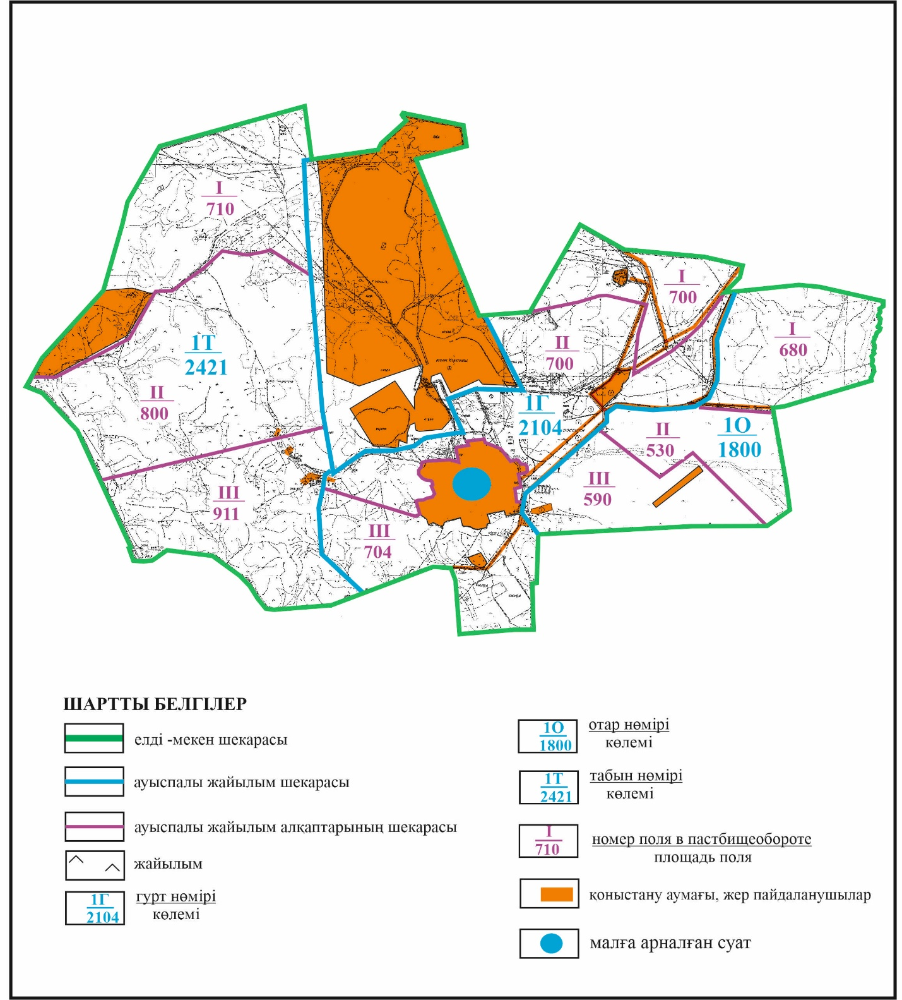 I
710
1Т
2421
II
800
III
911
I
700
II
700
I
680
1Г
2104
II
530
1О
1800
III
590
III
704
ШАРТТЫ БЕЛГІЛЕР
елді -мекен шекарасы
ауыспалы жайылым шекарасы
ауыспалы жайылым алқаптарының шекарасы
жайылым
1Г
2104
гурт нөмірі
көлемі
1О
1800
отар нөмірі
көлемі
1Т
2421
табын нөмірі
көлемі
I
710
номер поля в пастбищеобороте
площадь поля
қоныстану аумағы, жер пайдаланушылар
малға арналған суат